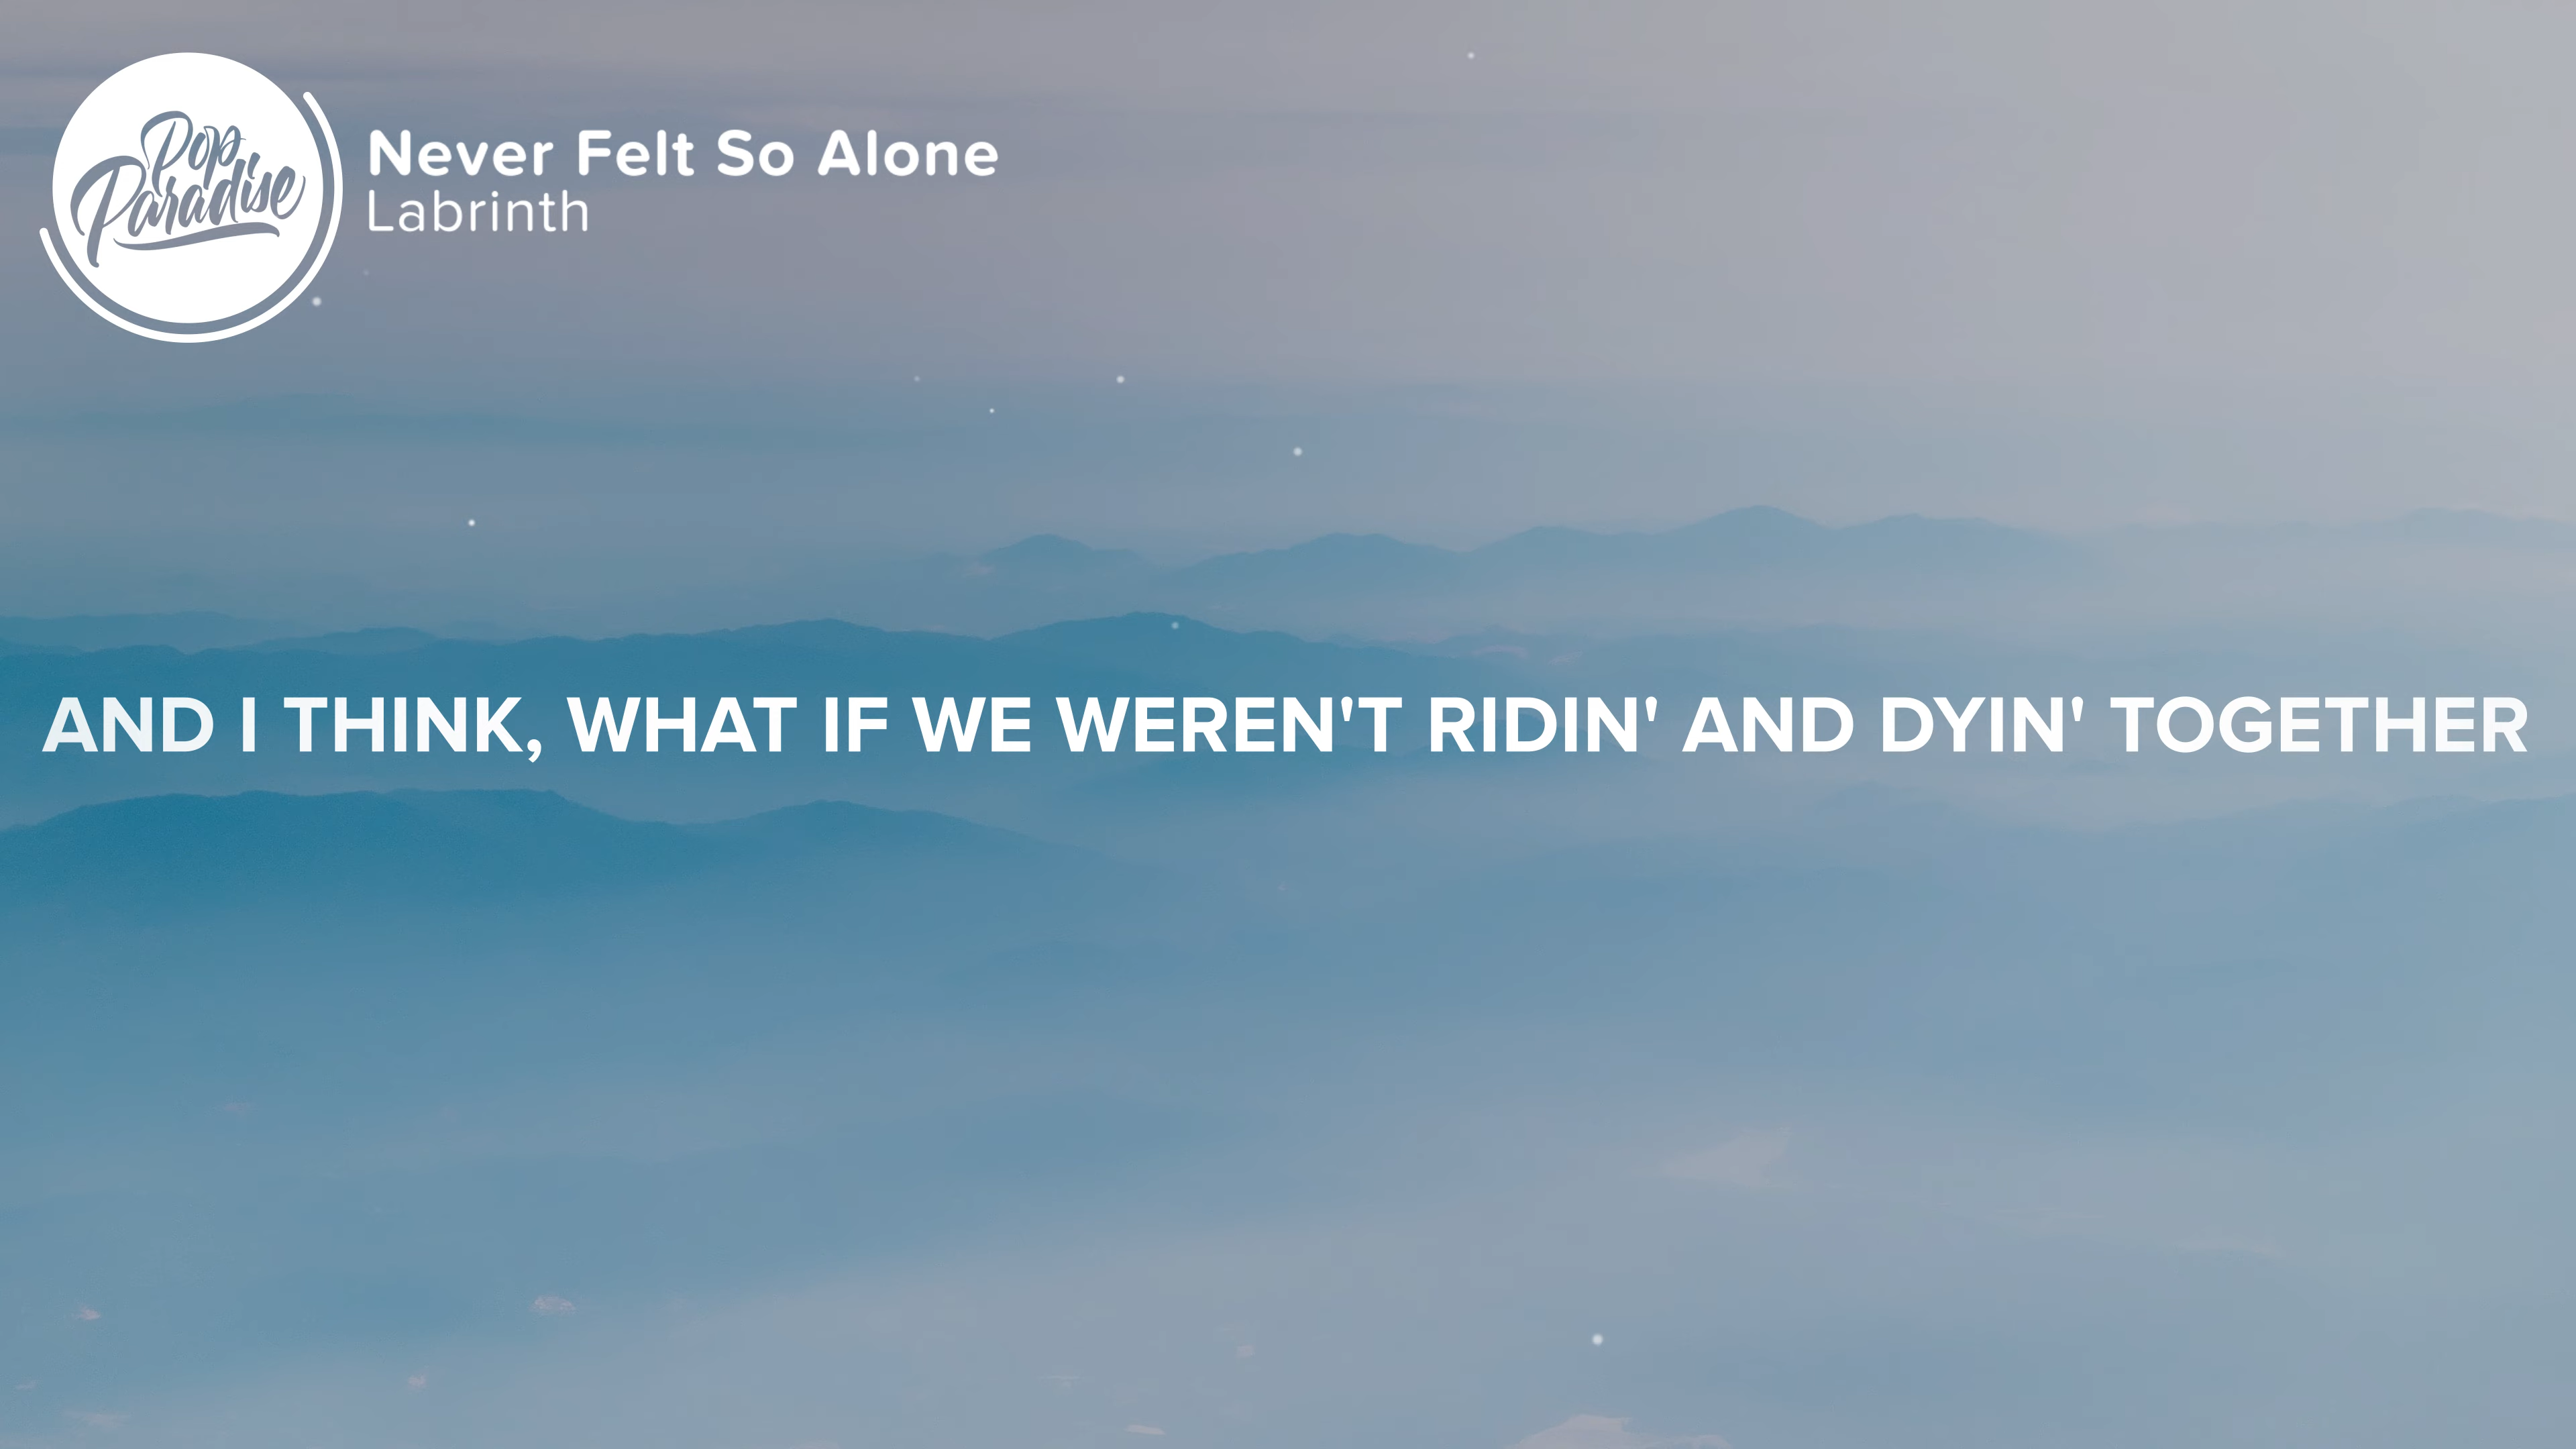 Pop
Paradise
Never Felt So Alone
Labrinth
AND I THINK, WHAT IF WE WEREN'T RIDIN' AND DYIN' TOGETHER